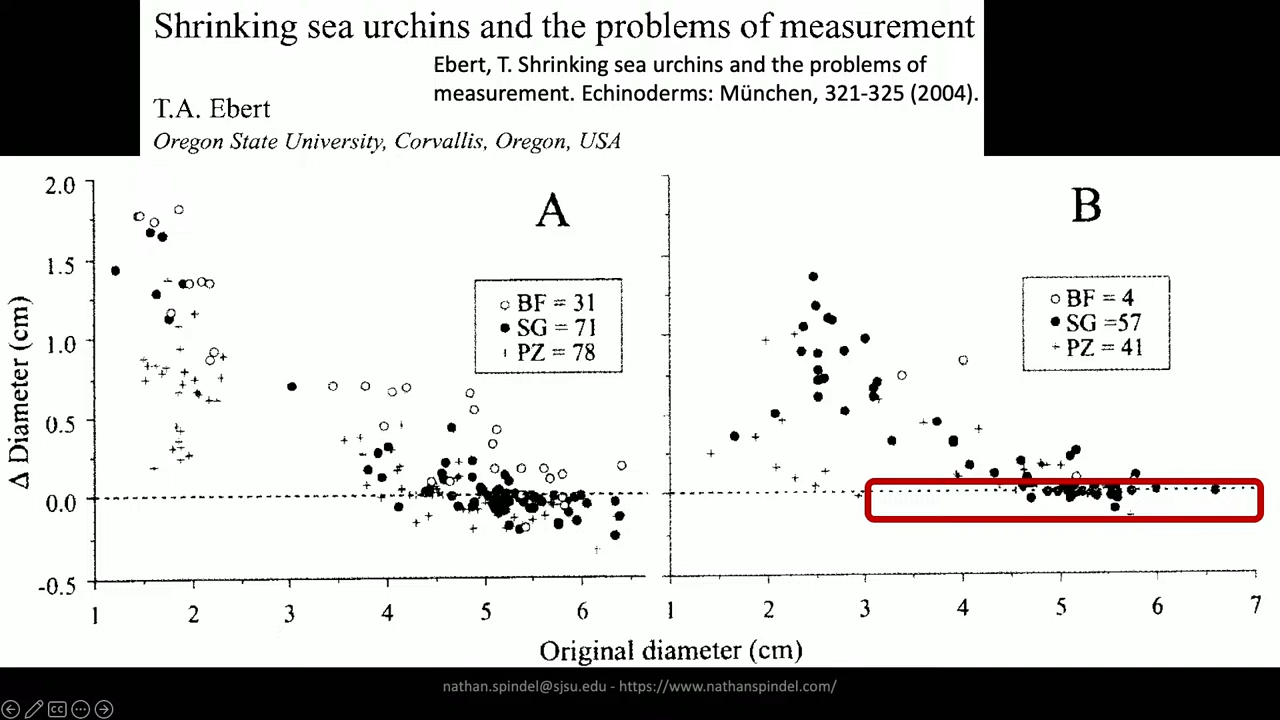 Shrinking sea urchins and the problems of measurement
Ebert, T. Shrinking sea urchins and the problems of
measurement. Echinoderms: München, 321-325 (2004).
T.A. Ebert
Oregon State University, Corvallis, Oregon, USA
A
B
BF = 31
SG = 71
PZ = 78
BF = 4
SG =57
PZ = 41
Δ Diameter (cm)
2.0
1.5
1.0
0.5
0.0
-0.5
1 2 3 4 5 6
1 2 3 4 5 6 7
Original diameter (cm)
nathan.spindel@sjsu.edu - https://www.nathanspindel.com/
CC